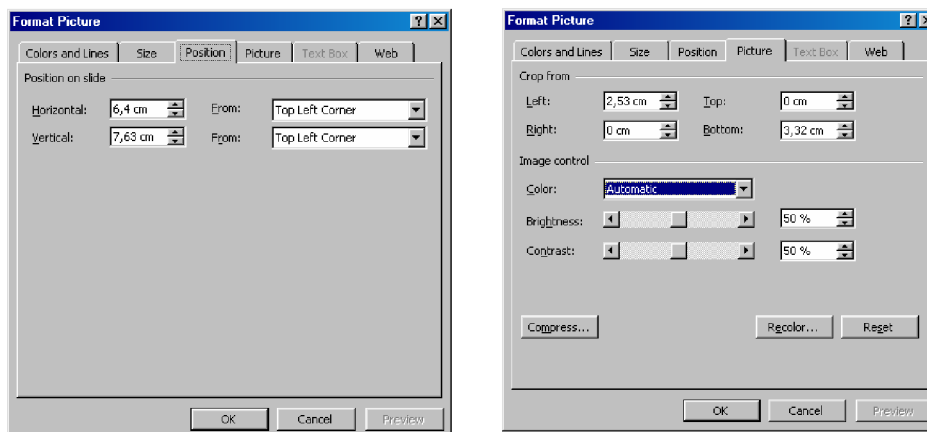 Format Picture
Colors and Lines Size Position Picture Text Box Web
Position on slide
Horizontal: 6,4 cm From: Top Left Corner
Vertical: 7,63 cm From: Top Left Corner
OK Cancel Preview
Format Picture
Colors and Lines Size Position Picture Text Box Web
Crop from
Left: 2,53 cm Top: 0 cm
Right: 0 cm Bottom: 3,32 cm
Image control
Color: Automatic
Brightness: 50 %
Contrast: 50 %
Compress... Recolor... Reset
OK Cancel Preview